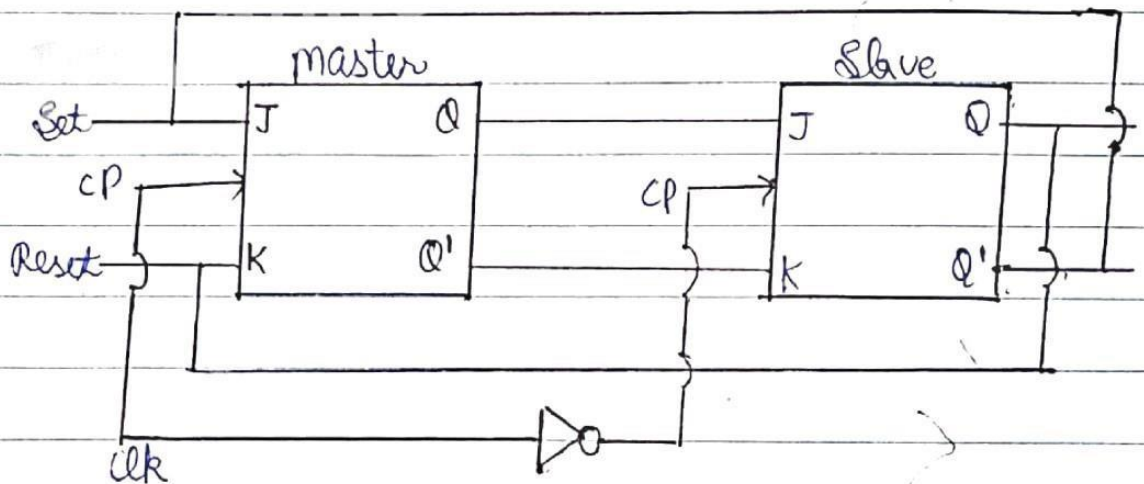 Master Slave
Set J Q J Q
CP CP
Reset K Q' K Q'
Clk